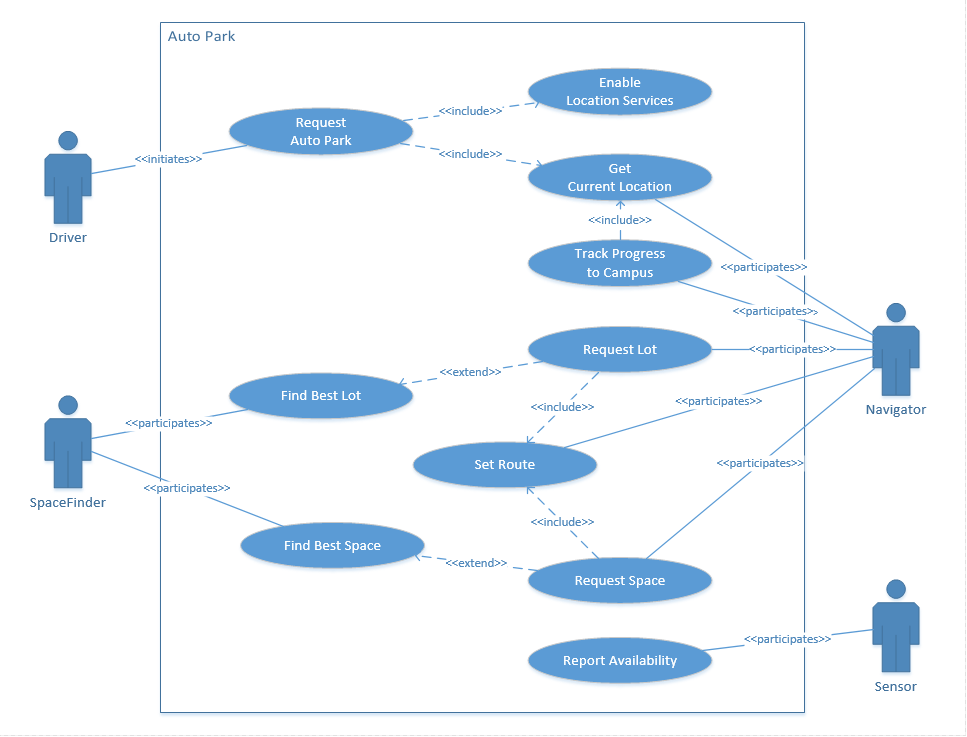 Auto Park
Enable
Location Services
<<include>>
Request
Auto Park
<<initiates>>
<<include>>
Get
Current Location
<<include>>
Driver
Track Progress
to Campus
<<participates>>
<<participates>>
Request Lot
<<participates>>
<<extend>>
Find Best Lot
<<participates>>
<<include>>
<<participates>>
Navigator
Set Route
<<participates>>
<<participates>>
SpaceFinder
<<include>>
Find Best Space
<<extend>>
Request Space
<<participates>>
Report Availability
Sensor